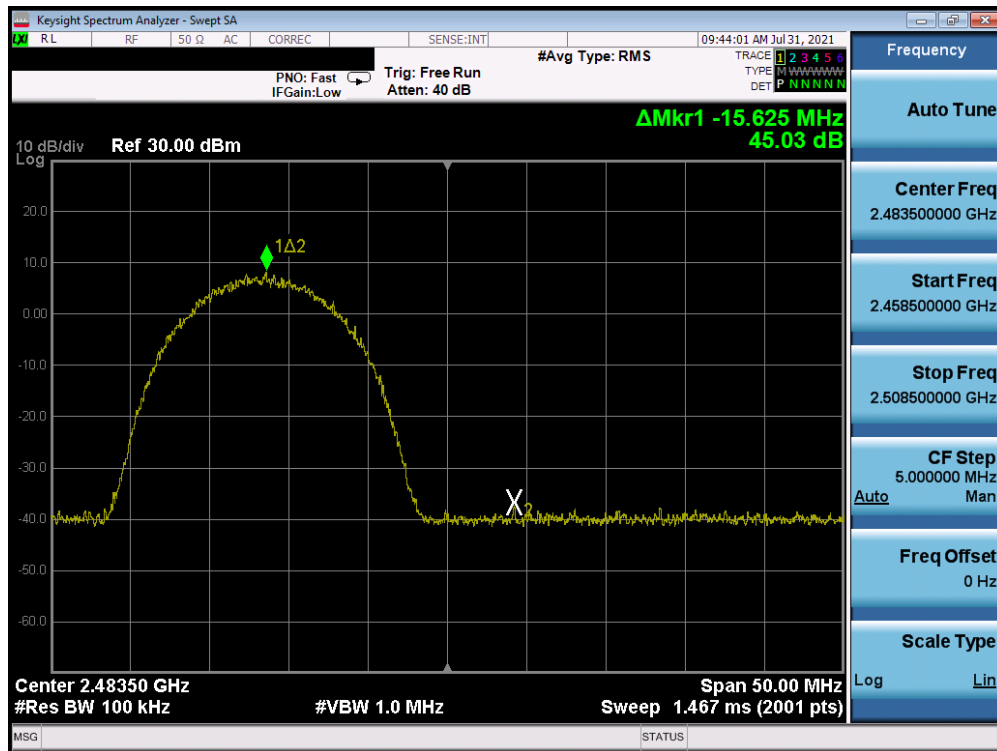 Keysight Spectrum Analyzer - Swept SA
LXI RL RF 50 Ω AC CORREC SENSE:INT 09:44:01 AM Jul 31, 2021
PNO: Fast
IFGain:Low
Trig: Free Run
Atten: 40 dB
#Avg Type: RMS
TRACE 1 2 3 4 5 6
TYPE M WWWWW
DET P N N N N N
ΔMkr1 -15.625 MHz
45.03 dB
10 dB/div Ref 30.00 dBm
Log
20.0
10.0
0.00
-10.0
-20.0
-30.0
-40.0
-50.0
-60.0
1Δ2
X2
Center 2.48350 GHz Span 50.00 MHz
#Res BW 100 kHz #VBW 1.0 MHz Sweep 1.467 ms (2001 pts)
MSG STATUS
Frequency
Auto Tune
Center Freq
2.483500000 GHz
Start Freq
2.458500000 GHz
Stop Freq
2.508500000 GHz
CF Step
5.000000 MHz
Auto Man
Freq Offset
0 Hz
Scale Type
Log Lin